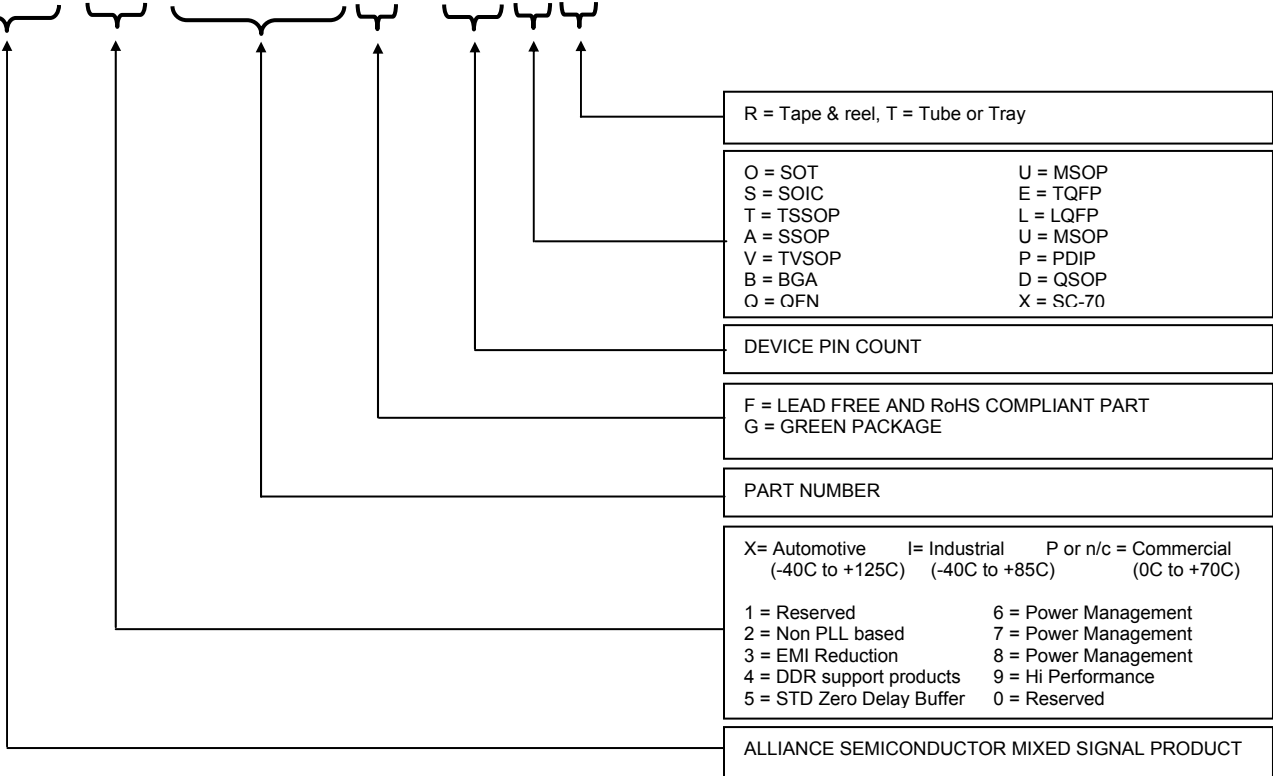 R = Tape & reel, T = Tube or Tray
O = SOT U = MSOP
S = SOIC E = TQFP
T = TSSOP L = LQFP
A = SSOP U = MSOP
V = TVSOP P = PDIP
B = BGA D = QSOP
Q = QFN X = SC-70
DEVICE PIN COUNT
F = LEAD FREE AND RoHS COMPLIANT PART
G = GREEN PACKAGE
PART NUMBER
X= Automotive I= Industrial P or n/c = Commercial
(-40C to +125C) (-40C to +85C) (0C to +70C)
1 = Reserved 6 = Power Management
2 = Non PLL based 7 = Power Management
3 = EMI Reduction 8 = Power Management
4 = DDR support products 9 = Hi Performance
5 = STD Zero Delay Buffer 0 = Reserved
ALLIANCE SEMICONDUCTOR MIXED SIGNAL PRODUCT